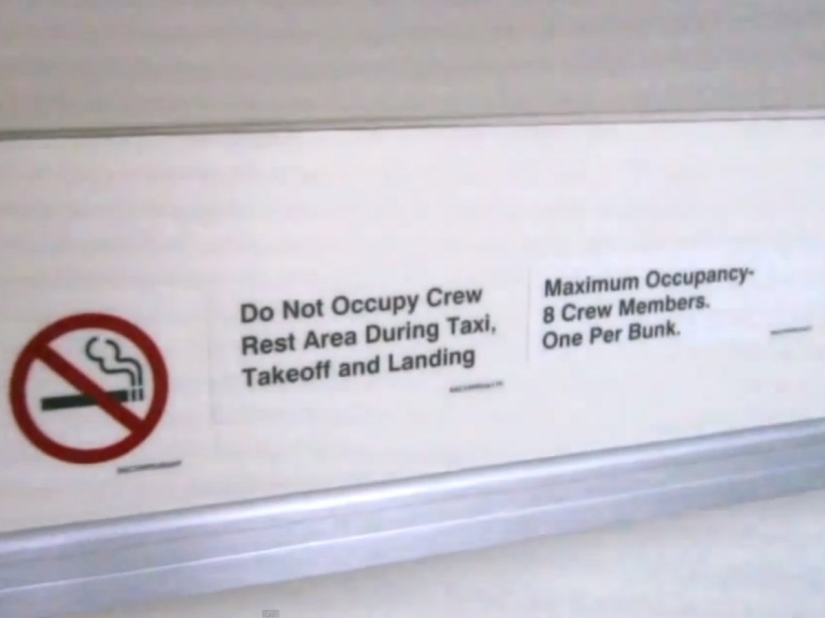 Do Not Occupy Crew
Rest Area During Taxi,
Takeoff and Landing
Maximum Occupancy-
8 Crew Members.
One Per Bunk.